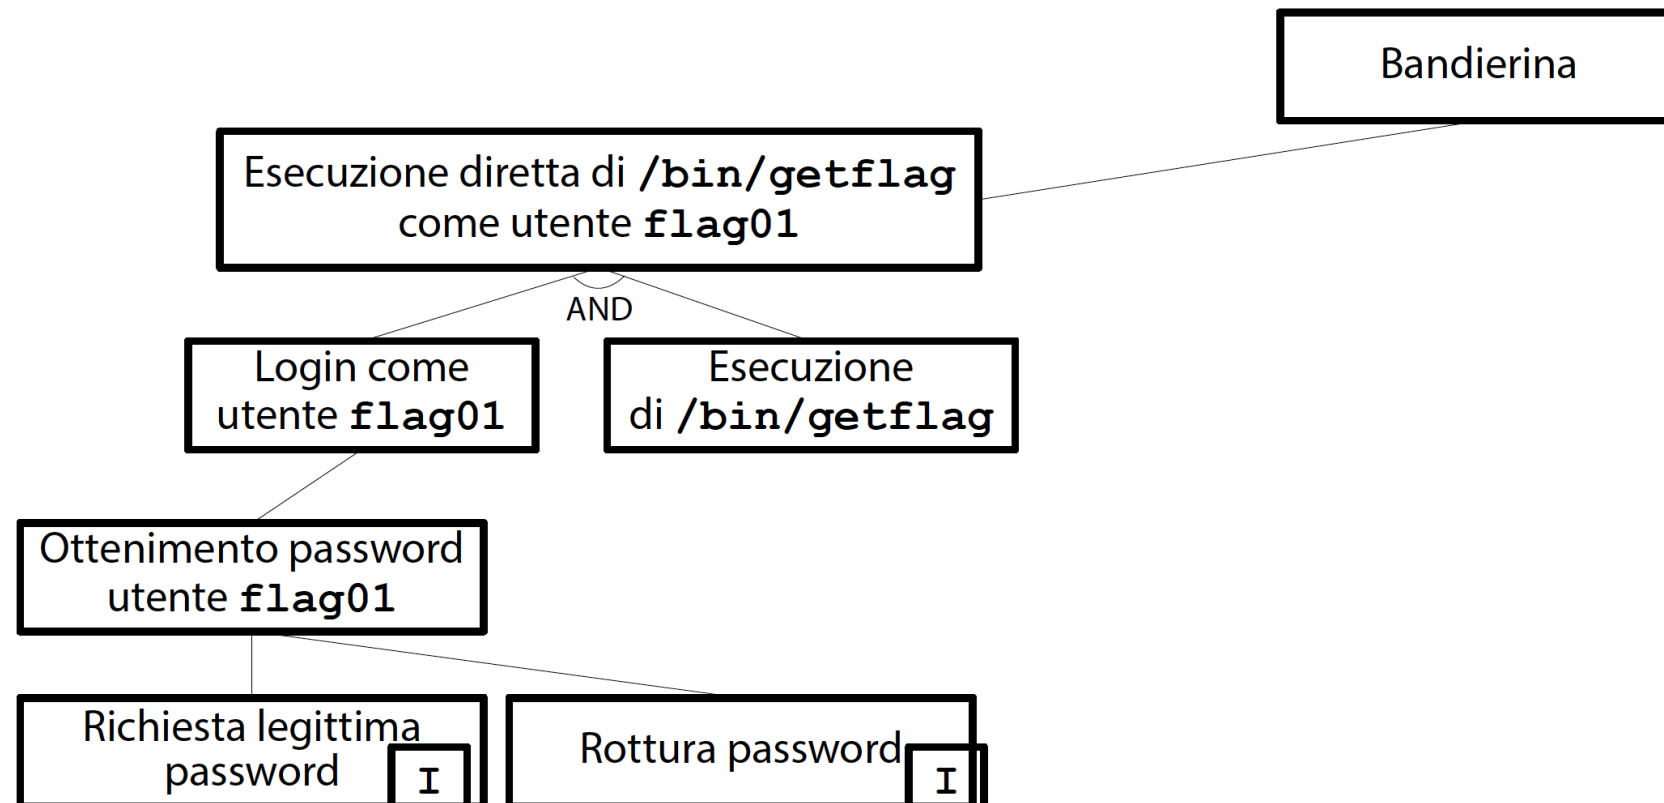 Bandierina
Esecuzione diretta di /bin/getflag
come utente flag01
AND
Login come
utente flag01
Esecuzione
di /bin/getflag
Ottenimento password
utente flag01
Richiesta legittima
password
I
Rottura password
I